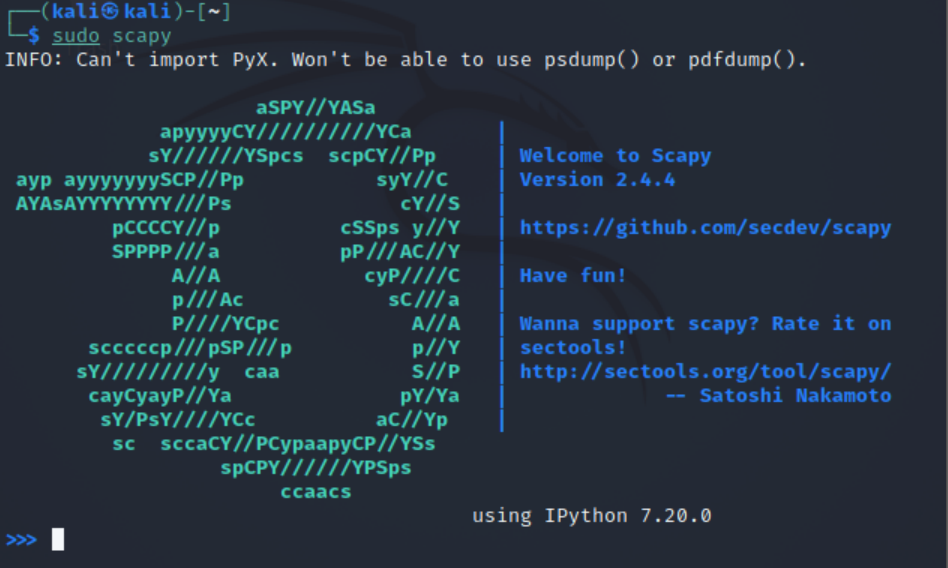 ┌──(kali㉿kali)-[~]
└─$ sudo scapy
INFO: Can't import PyX. Won't be able to use psdump() or pdfdump().
aSPY//YASa
apyyyyCY//////////YCa |
sY//////YSpcs scpCY//Pp | Welcome to Scapy
ayp ayyyyyyySCP//Pp syY//C | Version 2.4.4
AYAsAYYYYYYYY///Ps cY//S |
pCCCCY//p cSSps y//Y | https://github.com/secdev/scapy
SPPPP///a pP///AC//Y |
A//A cyP////C | Have fun!
p///Ac sC///a |
P////YCpc A//A | Wanna support scapy? Rate it on
scccccp///pSP///p p//Y | sectools!
sY/////////y caa S//P | http://sectools.org/tool/scapy/
cayCyayP//Ya pY/Ya | -- Satoshi Nakamoto
sY/PsY////YCc aC//Yp |
sc sccaCY//PCypaapyCP//YSs
spCPY//////YPSps
ccaacs
using IPython 7.20.0
>>>